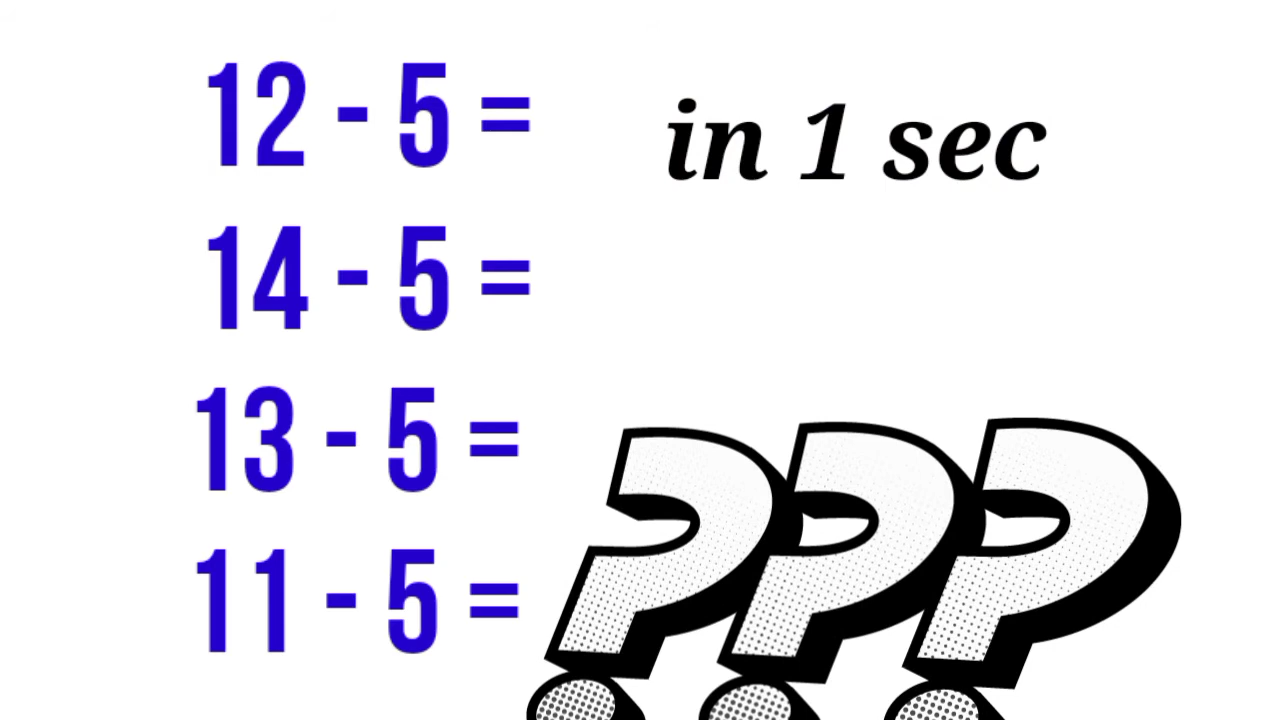 12 - 5 =
in 1 sec
14 - 5 =
13 - 5 =
11 - 5 =
???